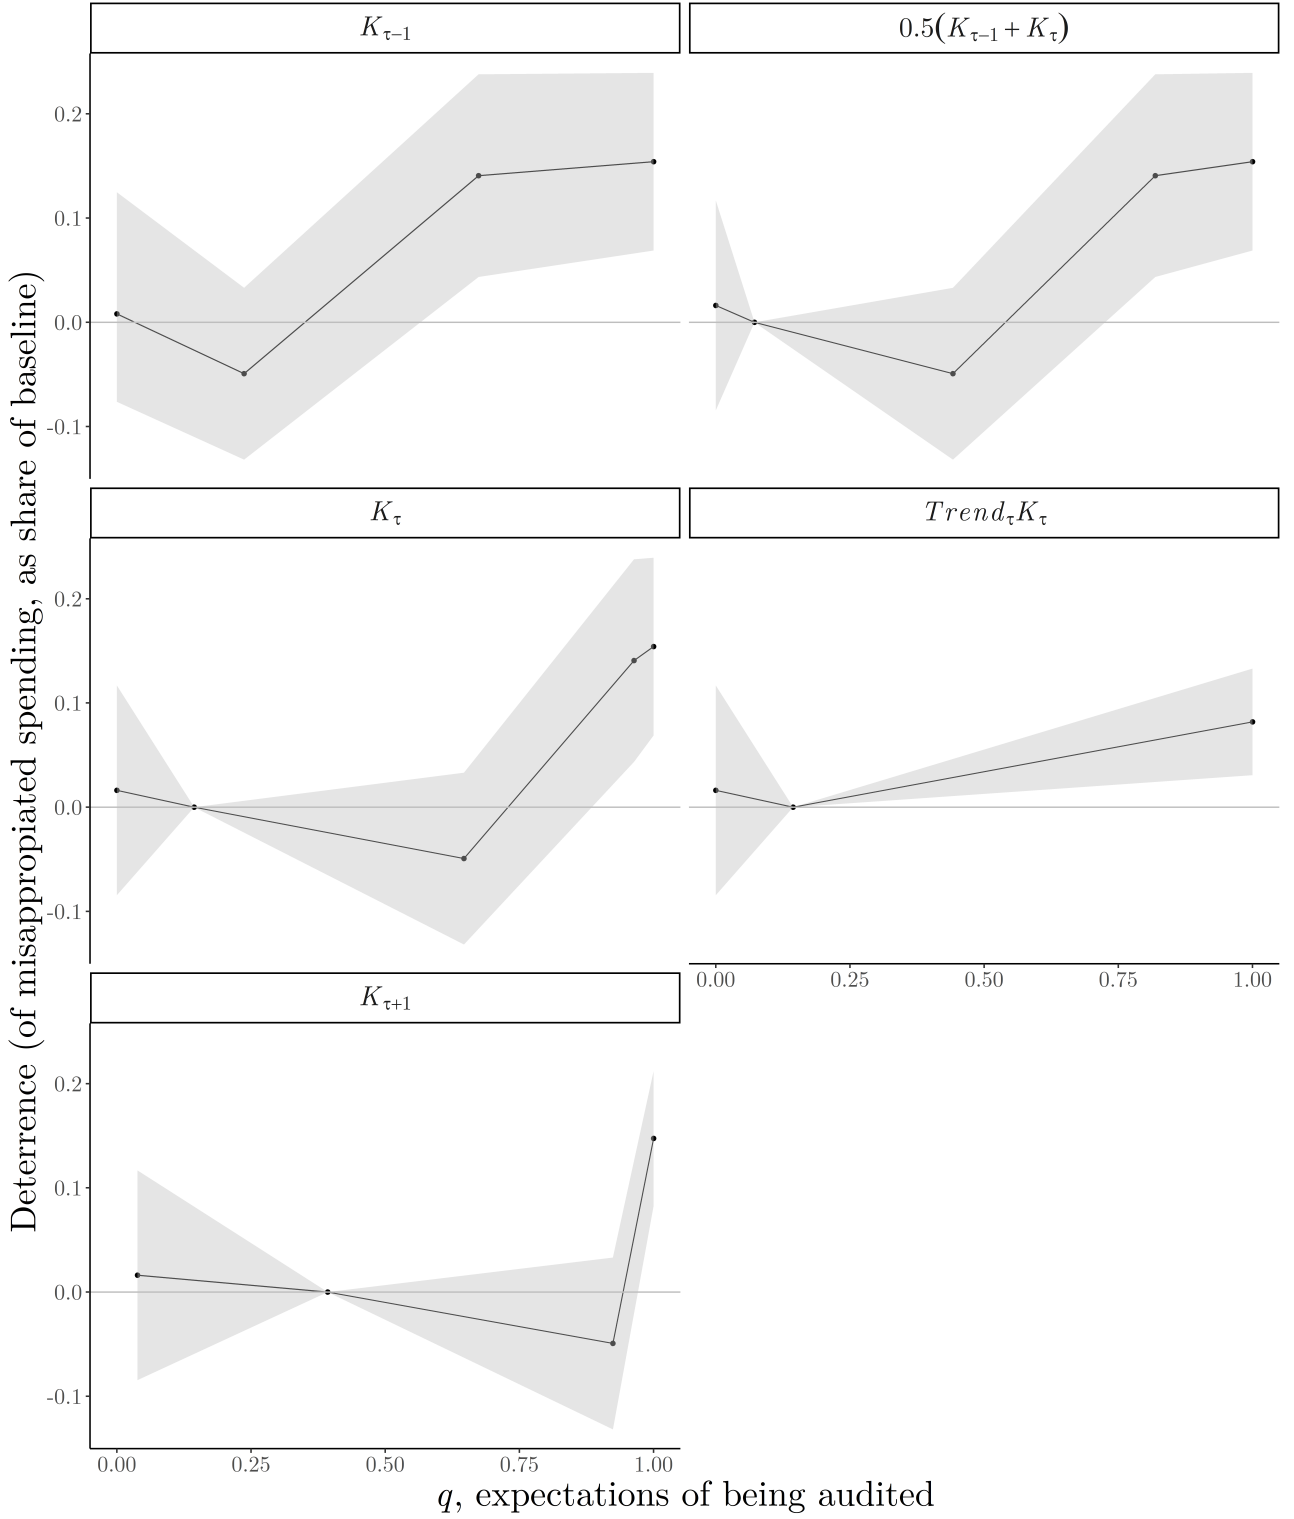 K_{τ−1}
0.5(K_{τ−1} + K_τ)
0.2
0.1
0.0
-0.1
K_τ
Trend_τ K_τ
0.2
0.1
0.0
-0.1
0.00 0.25 0.50 0.75 1.00
K_{τ+1}
0.2
0.1
0.0
-0.1
0.00 0.25 0.50 0.75 1.00
q, expectations of being audited
Deterrence (of misappropiated spending, as share of baseline)